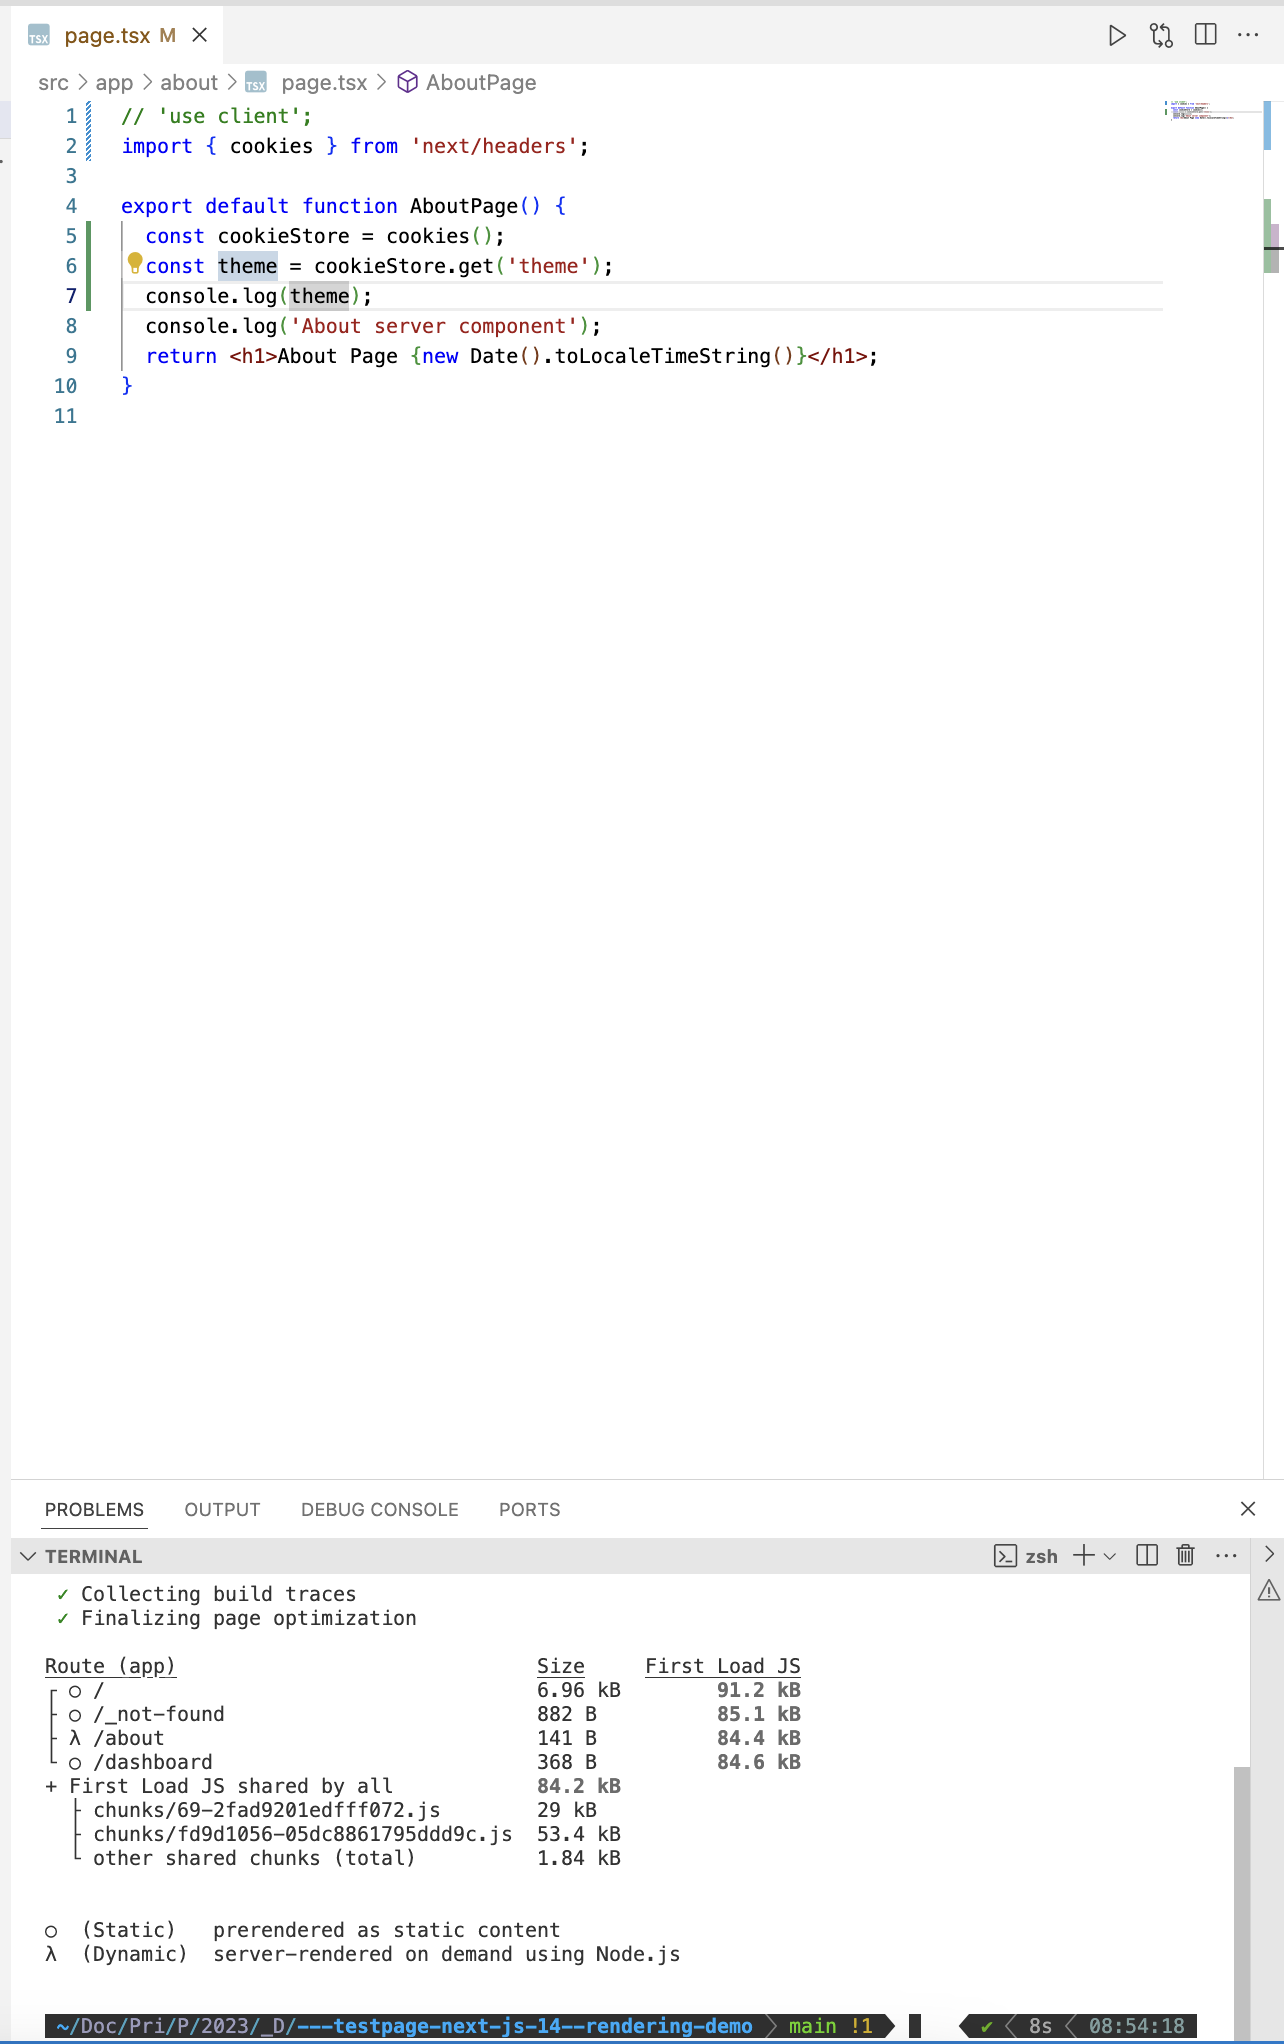 TSX page.tsx M
src > app > about > TSX page.tsx > AboutPage
1 // 'use client';
2 import { cookies } from 'next/headers';
3
4 export default function AboutPage() {
5 const cookieStore = cookies();
6 const theme = cookieStore.get('theme');
7 console.log(theme);
8 console.log('About server component');
9 return <h1>About Page {new Date().toLocaleTimeString()}</h1>;
10 }
11
PROBLEMS OUTPUT DEBUG CONSOLE PORTS
TERMINAL zsh
✓ Collecting build traces
✓ Finalizing page optimization
Route (app) Size First Load JS
┌ ○ / 6.96 kB 91.2 kB
├ ○ /_not-found 882 B 85.1 kB
├ λ /about 141 B 84.4 kB
└ ○ /dashboard 368 B 84.6 kB
+ First Load JS shared by all 84.2 kB
├ chunks/69-2fad9201edfff072.js 29 kB
├ chunks/fd9d1056-05dc8861795ddd9c.js 53.4 kB
└ other shared chunks (total) 1.84 kB
○ (Static) prerendered as static content
λ (Dynamic) server-rendered on demand using Node.js
~/Doc/Pri/P/2023/_D/---testpage-next-js-14--rendering-demo main !1 ✓ 8s 08:54:18